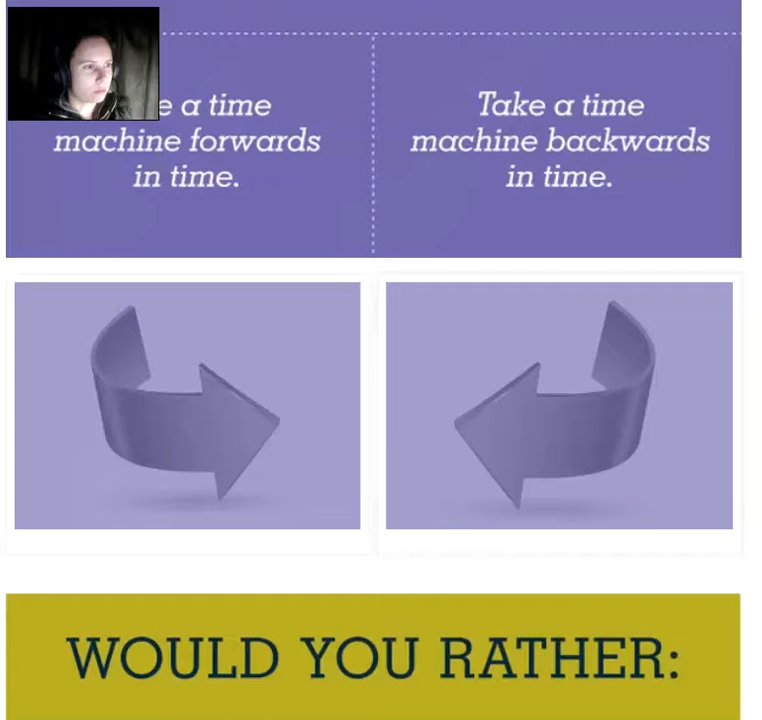 e a time
machine forwards
in time.
Take a time
machine backwards
in time.
WOULD YOU RATHER: